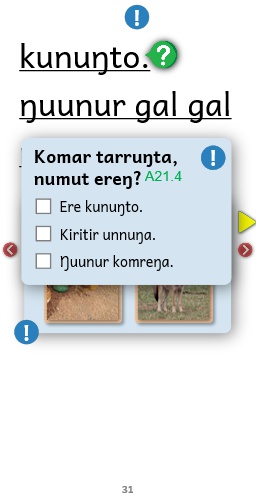 kunuŋto.
ŋuunur gal gal
Komar tarruŋta,
numut ereŋ? A21.4
Ere kunuŋto.
Kiritir unnuŋa.
Ŋuunur komreŋa.
31